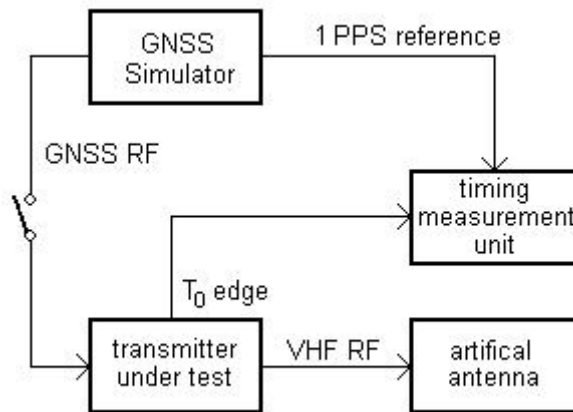 GNSS
Simulator
1 PPS reference
GNSS RF
timing
measurement
unit
T0 edge
transmitter
under test
VHF RF
artifical
antenna